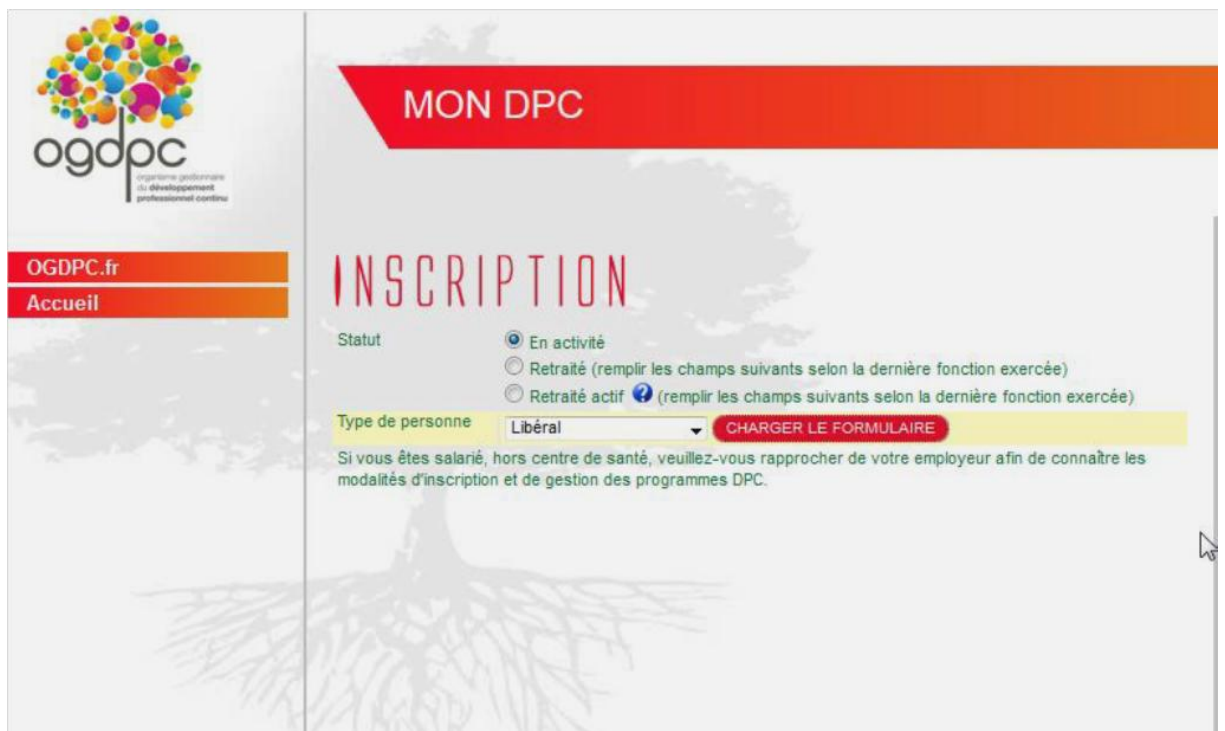 ogdpc
organisme gestionnaire
du développement
professionnel continu
MON DPC
OGDPC.fr
Accueil
INSCRIPTION
Statut
En activité
Retraité (remplir les champs suivants selon la dernière fonction exercée)
Retraité actif ? (remplir les champs suivants selon la dernière fonction exercée)
Type de personne Libéral CHARGER LE FORMULAIRE
Si vous êtes salarié, hors centre de santé, veuillez-vous rapprocher de votre employeur afin de connaître les
modalités d'inscription et de gestion des programmes DPC.